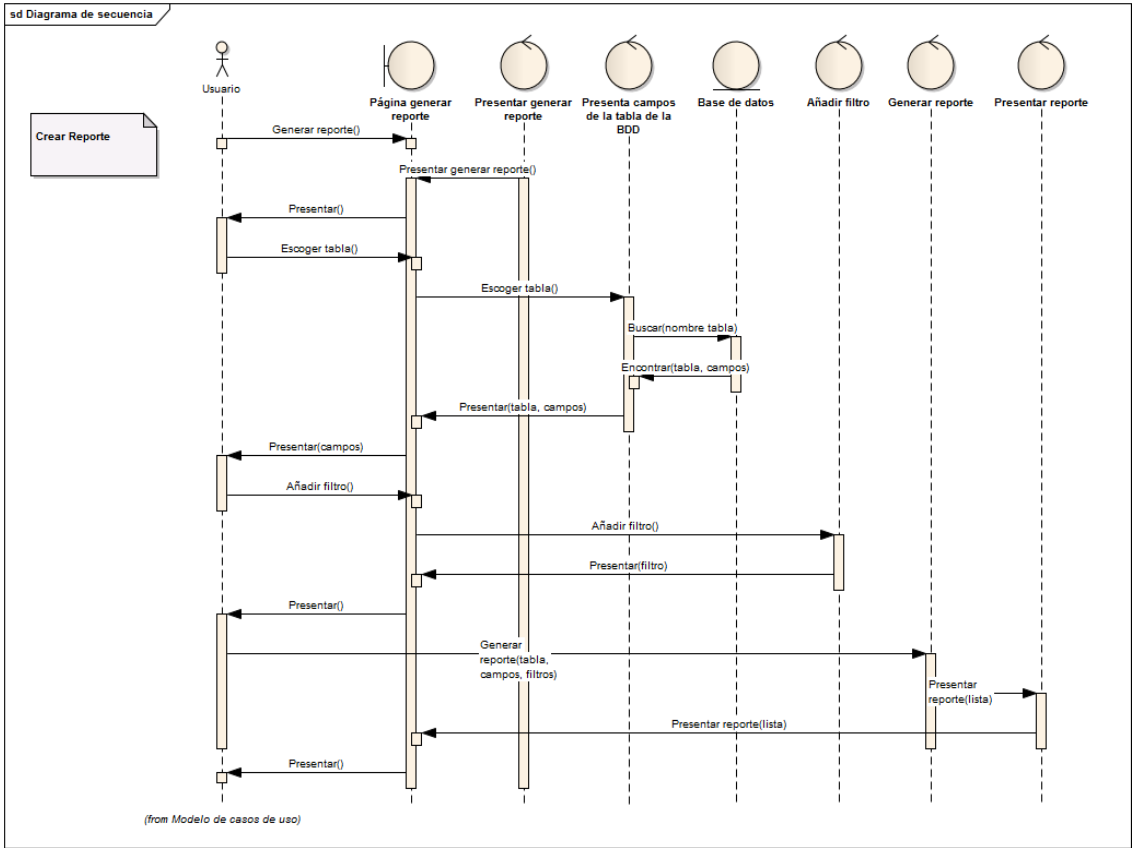 sd Diagrama de secuencia
Usuario
Página generar
reporte
Presentar generar
reporte
Presenta campos
de la tabla de la
BDD
Base de datos
Añadir filtro
Generar reporte
Presentar reporte
Crear Reporte
Generar reporte()
Presentar generar reporte()
Presentar()
Escoger tabla()
Escoger tabla()
Buscar(nombre tabla)
Encontrar(tabla, campos)
Presentar(tabla, campos)
Presentar(campos)
Añadir filtro()
Añadir filtro()
Presentar(filtro)
Presentar()
Generar
reporte(tabla,
campos, filtros)
Presentar
reporte(lista)
Presentar reporte(lista)
Presentar()
(from Modelo de casos de uso)